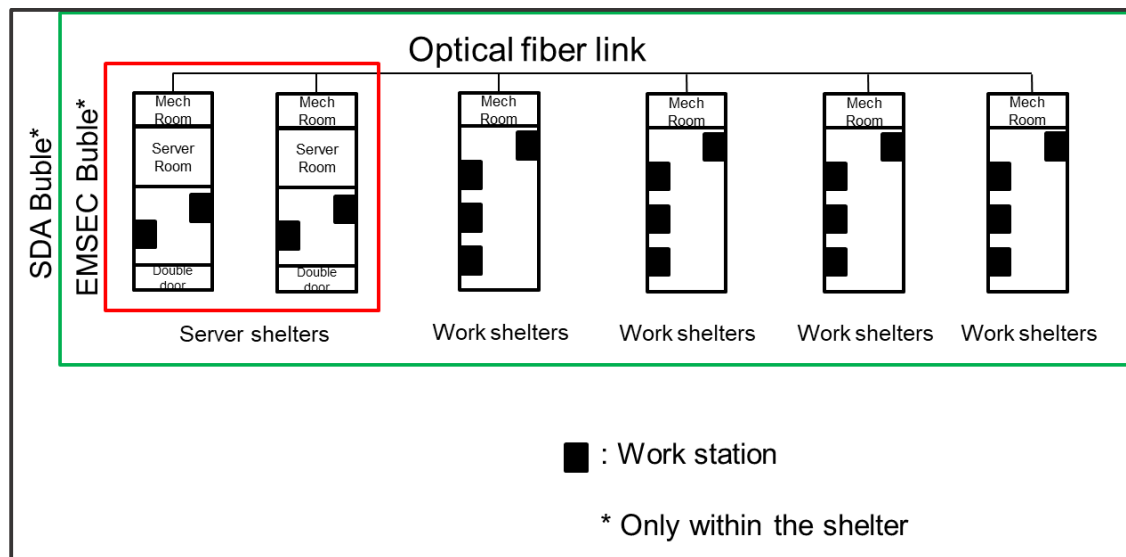 Optical fiber link
SDA Buble*
EMSEC Buble*
Mech
Room
Server
Room
Double
door
Mech
Room
Server
Room
Double
door
Mech
Room
Mech
Room
Mech
Room
Mech
Room
Server shelters
Work shelters
Work shelters
Work shelters
Work shelters
: Work station
* Only within the shelter